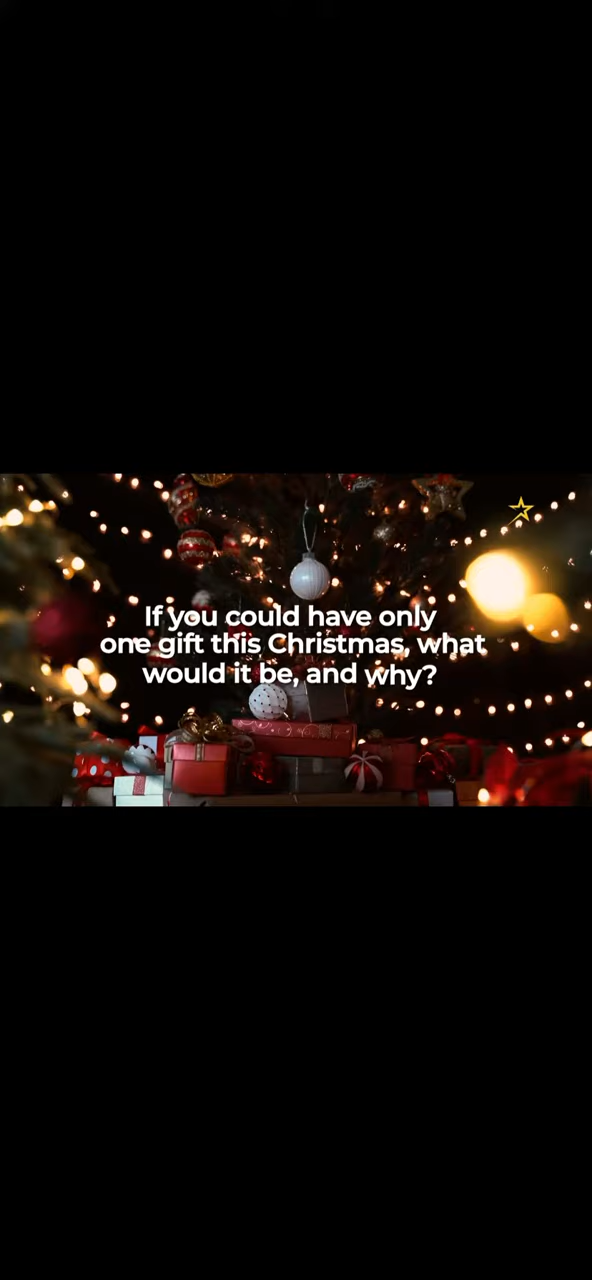 If you could have only
one gift this Christmas, what
would it be, and why?